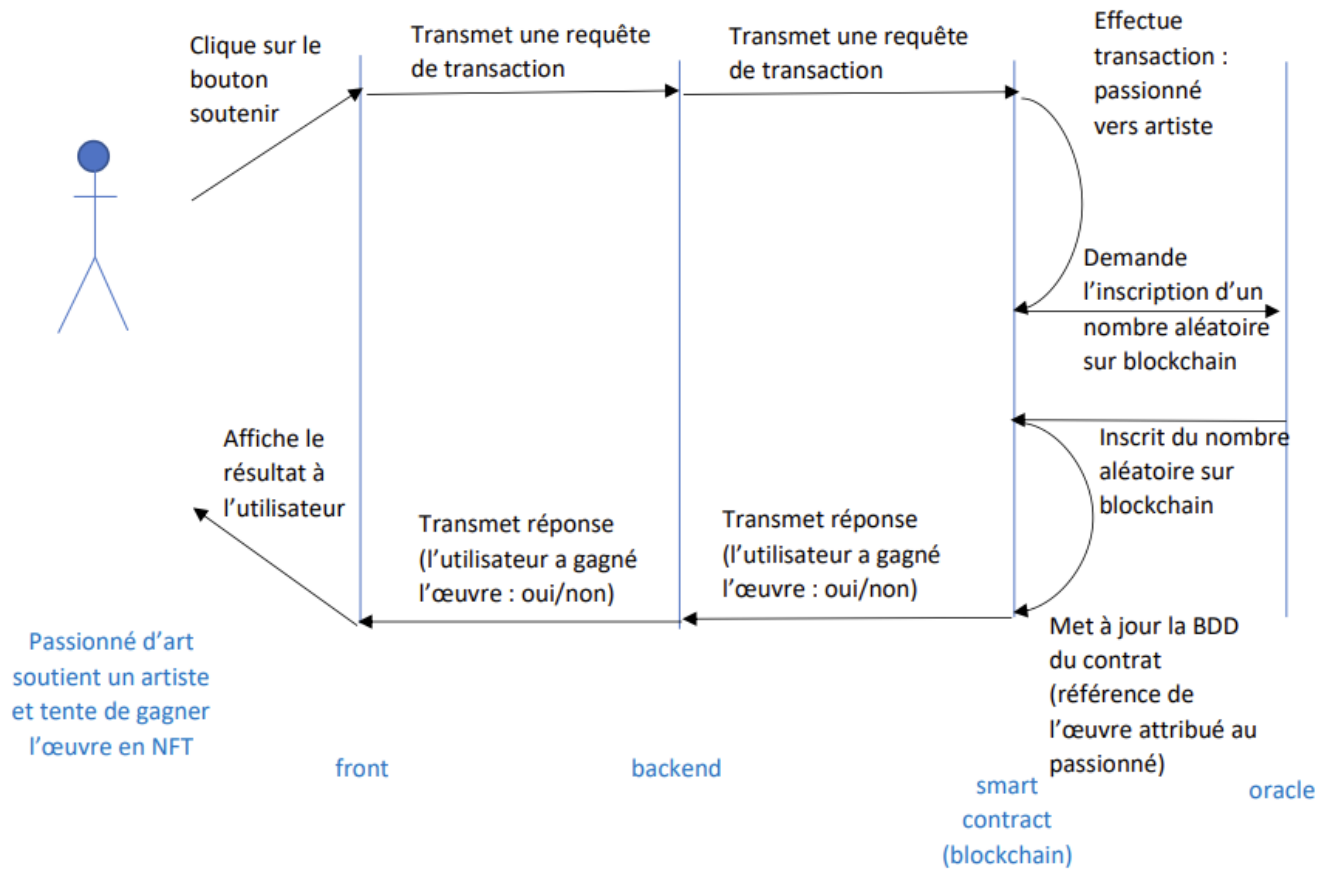 Clique sur le
bouton
soutenir
Transmet une requête
de transaction
Transmet une requête
de transaction
Effectue
transaction :
passionné
vers artiste
Demande
l’inscription d’un
nombre aléatoire
sur blockchain
Inscrit du nombre
aléatoire sur
blockchain
Affiche le
résultat à
l’utilisateur
Transmet réponse
(l’utilisateur a gagné
l’œuvre : oui/non)
Transmet réponse
(l’utilisateur a gagné
l’œuvre : oui/non)
Met à jour la BDD
du contrat
(référence de
l’œuvre attribué au
passionné)
Passionné d’art
soutient un artiste
et tente de gagner
l’œuvre en NFT
front
backend
smart
contract
(blockchain)
oracle